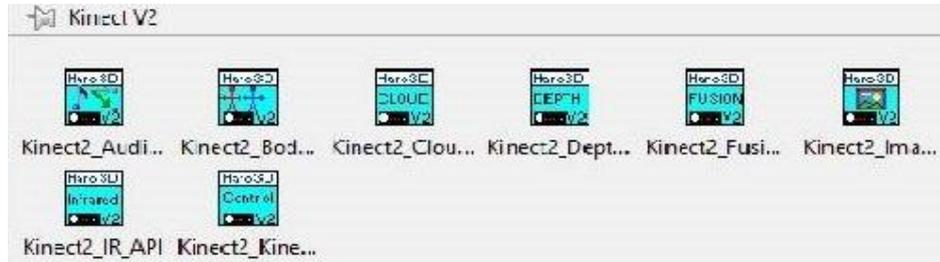 Kinect V2
Haro3D Haro3D Haro3D Haro3D Haro3D Haro3D
CLOUD DEPTH FUSION
V2 V2 V2 V2 V2 V2
Kinect2_Audi... Kinect2_Bod... Kinect2_Clou... Kinect2_Dept... Kinect2_Fusi... Kinect2_Ima...
Haro3D Haro3D
Infrared Control
V2 V2
Kinect2_IR_API Kinect2_Kine...